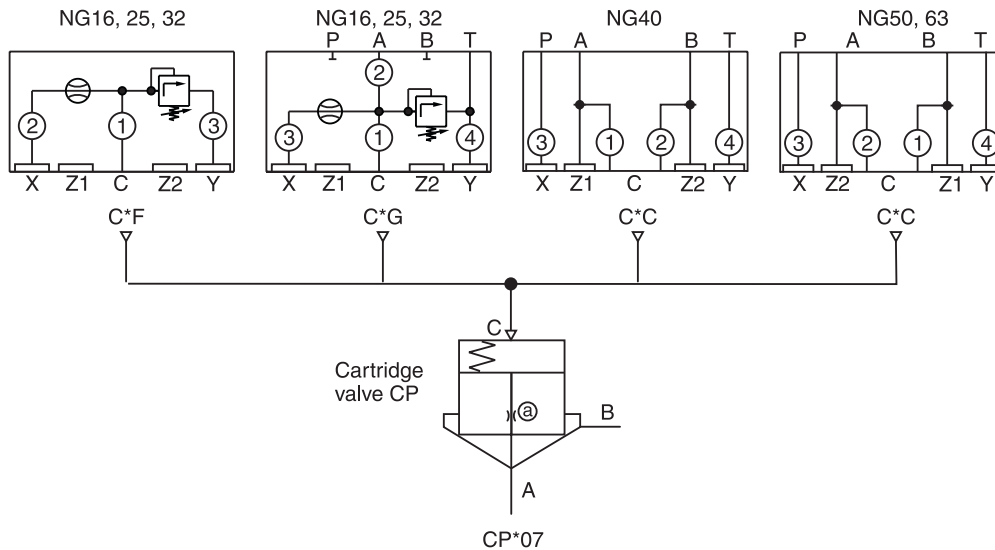 NG16, 25, 32 NG16, 25, 32 NG40 NG50, 63
P A B T P A B T P A B T
2
2 1 3 3 1 4 3 1 2 4 3 2 1 4
X Z1 C Z2 Y X Z1 C Z2 Y X Z1 C Z2 Y X Z2 C Z1 Y
C*F C*G C*C C*C
C
Cartridge
valve CP
a B
A
CP*07